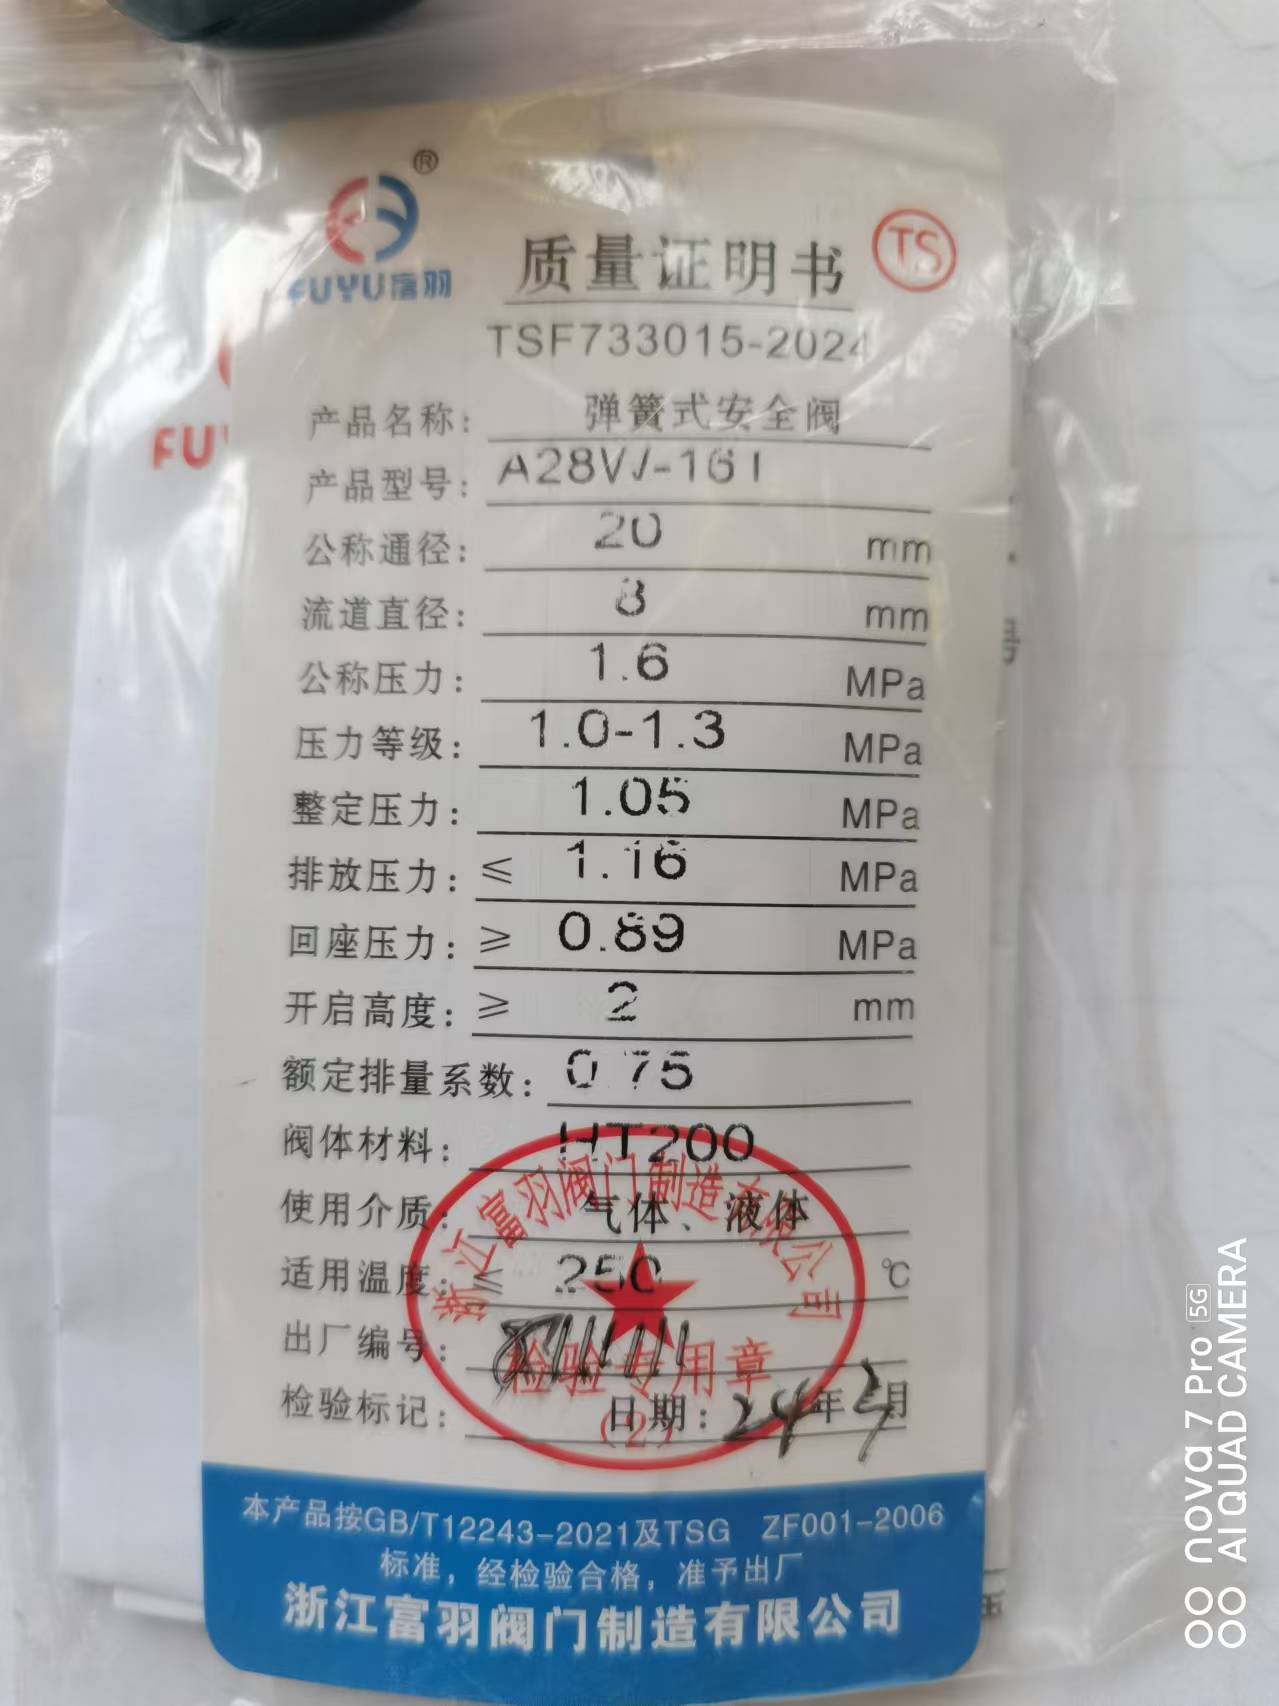 ®
FUYU富羽
质量证明书
TS
TSF733015-2024
FUY
产品名称: 弹簧式安全阀
产品型号:
公称通径: 20 mm
流道直径: 8 mm
公称压力: 1.6 MPa
压力等级: 1.0-1.3 MPa
整定压力: 1.05 MPa
排放压力: ≤ 1.16 MPa
回座压力: ≥ 0.89 MPa
开启高度: ≥ 2 mm
额定排量系数: 0.75
阀体材料: HT200
使用介质: 气体、液体
适用温度: ≤ 250 ℃
出厂编号:
检验标记: 日期: 24年 月
浙江富羽阀门制造有限公司
检验专用章
(2)
本产品按GB/T12243-2021及TSG ZF001-2006
标准，经检验合格，准予出厂
浙江富羽阀门制造有限公司
号
nova 7 Pro 5G
AI QUAD CAMERA